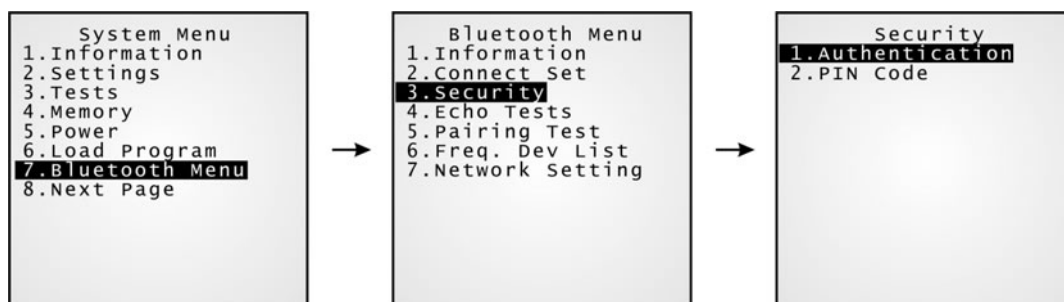 System Menu
1.Information
2.Settings
3.Tests
4.Memory
5.Power
6.Load Program
7.Bluetooth Menu
8.Next Page
Bluetooth Menu
1.Information
2.Connect Set
3.Security
4.Echo Tests
5.Pairing Test
6.Freq. Dev List
7.Network Setting
Security
1.Authentication
2.PIN Code